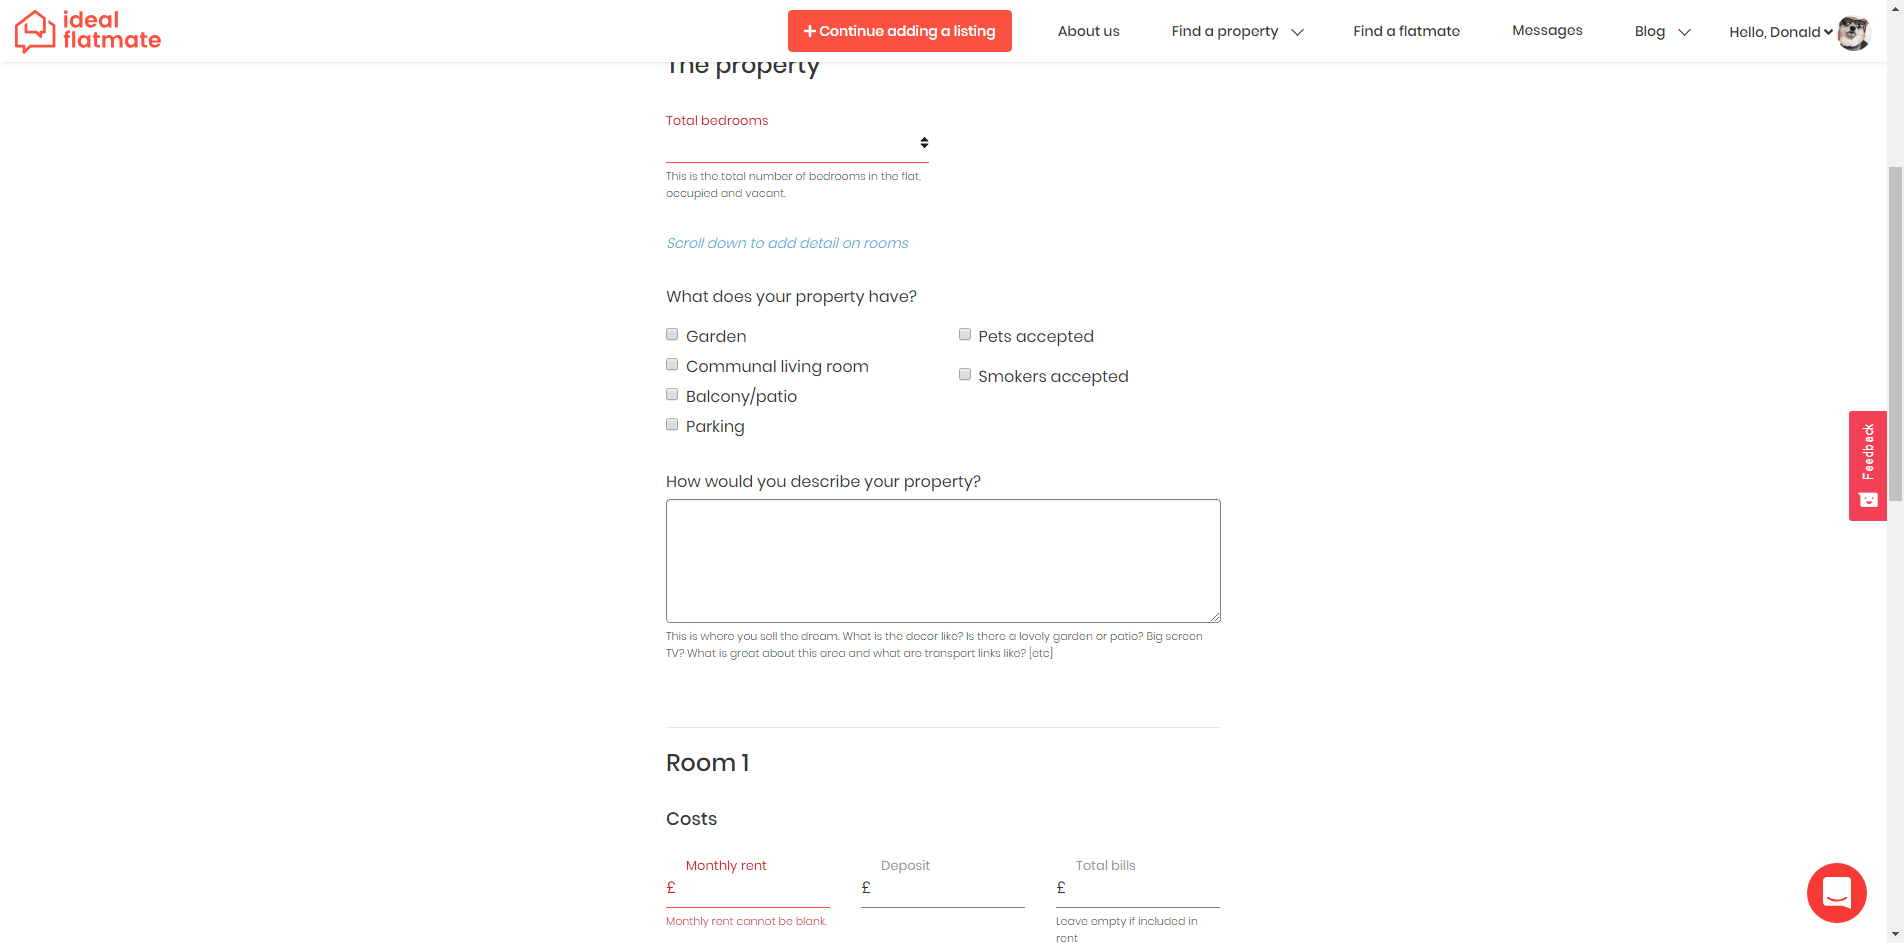 ideal
flatmate
Continue adding a listing
About us
Find a property
Find a flatmate
Messages
Blog
Hello, Donald
The property
Total bedrooms
This is the total number of bedrooms in the flat,
occupied and vacant.
Scroll down to add detail on rooms
What does your property have?
Garden
Pets accepted
Communal living room
Smokers accepted
Balcony/patio
Parking
How would you describe your property?
This is where you sell the dream. What is the decor like? Is there a lovely garden or patio? Big screen
TV? What is great about this area and what are transport links like? [etc]
Feedback
Room 1
Costs
Monthly rent
Deposit
Total bills
£
£
£
Monthly rent cannot be blank.
Leave empty if included in
rent